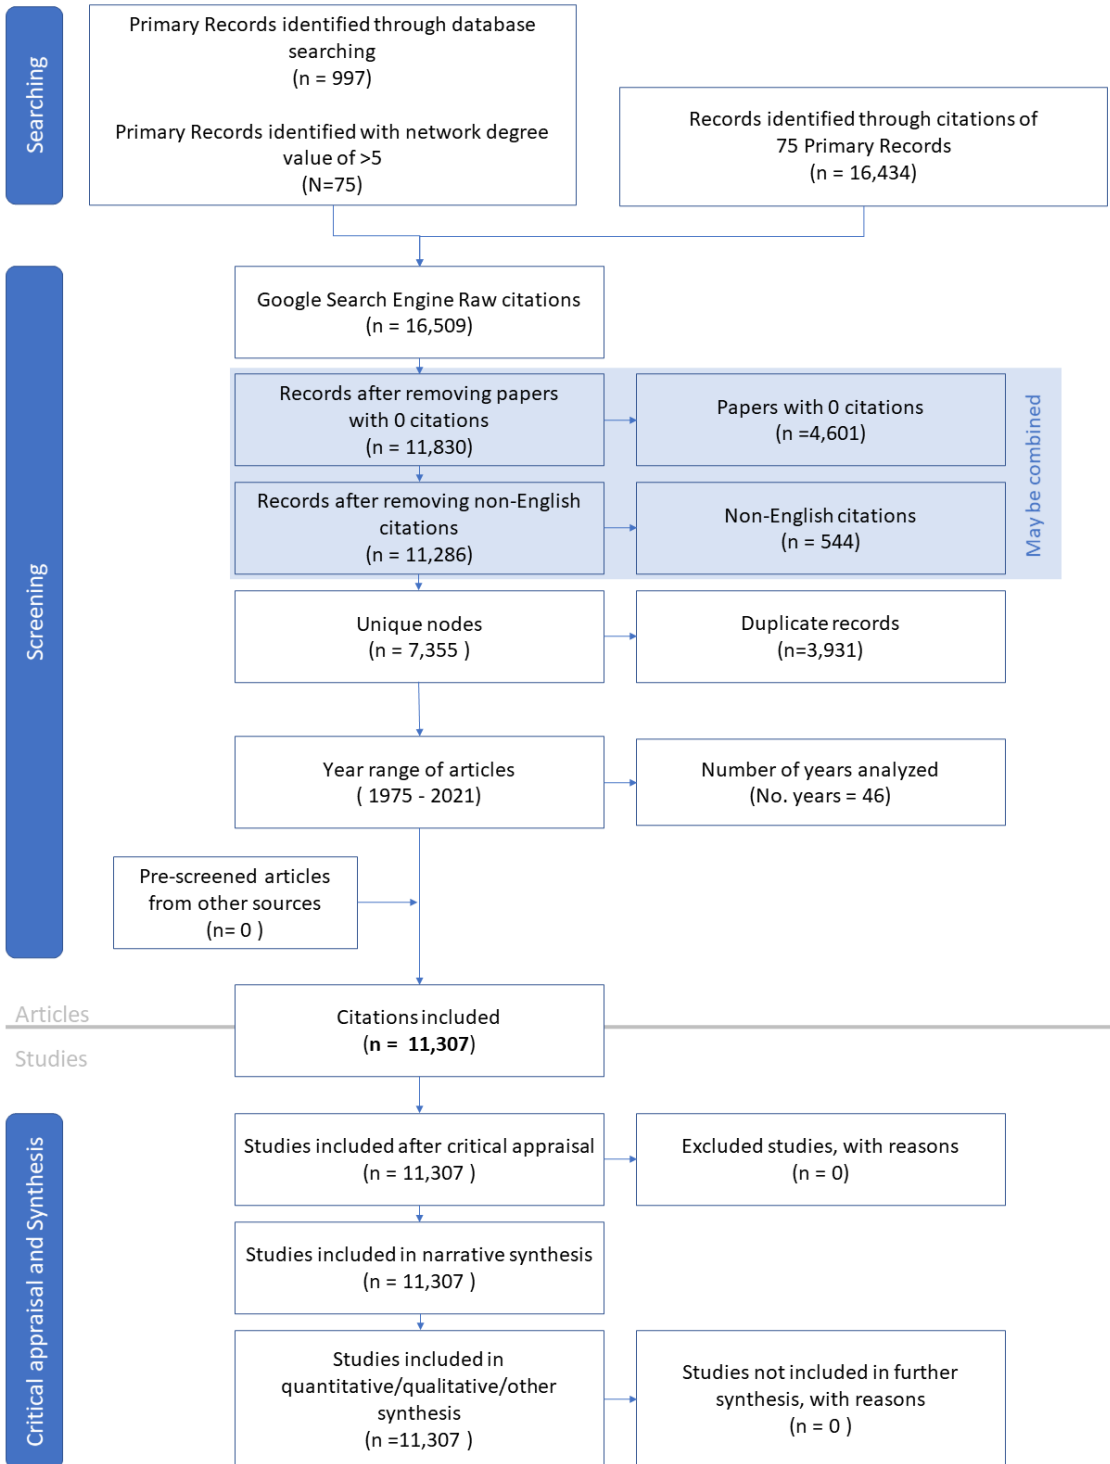 Searching
Primary Records identified through database
searching
(n = 997)
Primary Records identified with network degree
value of >5
(N=75)
Records identified through citations of
75 Primary Records
(n = 16,434)
Screening
Google Search Engine Raw citations
(n = 16,509)
Records after removing papers
with 0 citations
(n = 11,830)
Papers with 0 citations
(n =4,601)
May be combined
Records after removing non-English
citations
(n = 11,286)
Non-English citations
(n = 544)
Unique nodes
(n = 7,355 )
Duplicate records
(n=3,931)
Year range of articles
( 1975 - 2021)
Number of years analyzed
(No. years = 46)
Pre-screened articles
from other sources
(n= 0 )
Articles
Citations included
(n =  11,307)
Studies
Critical appraisal and Synthesis
Studies included after critical appraisal
(n = 11,307 )
Excluded studies, with reasons
(n = 0)
Studies included in narrative synthesis
(n = 11,307 )
Studies included in
quantitative/qualitative/other
synthesis
(n =11,307 )
Studies not included in further
synthesis, with reasons
(n = 0 )